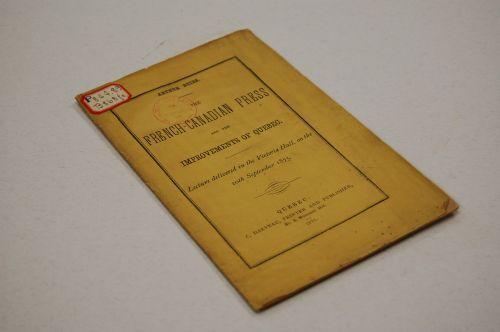 ARTHUR BUIES.
THE
FRENCH-CANADIAN PRESS
AND THE
IMPROVEMENTS OF QUEBEC.
Lecture delivered in the Victoria Hall, on the
10th September 1875.
QUEBEC
C. DARVEAU, PRINTER AND PUBLISHER,
1875.